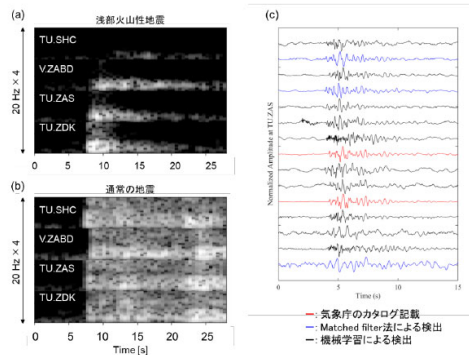 (a)
浅部火山性地震
TU.SHC
V.ZABD
TU.ZAS
TU.ZDK
20 Hz × 4
0 5 10 15 20 25
(b)
通常の地震
TU.SHC
V.ZABD
TU.ZAS
TU.ZDK
20 Hz × 4
0 5 10 15 20 25
Time [s]
(c)
Normalized Amplitude at TU.ZAS
0 5 10 15
Time (s)
: 気象庁のカタログ記載
: Matched filter法による検出
: 機械学習による検出